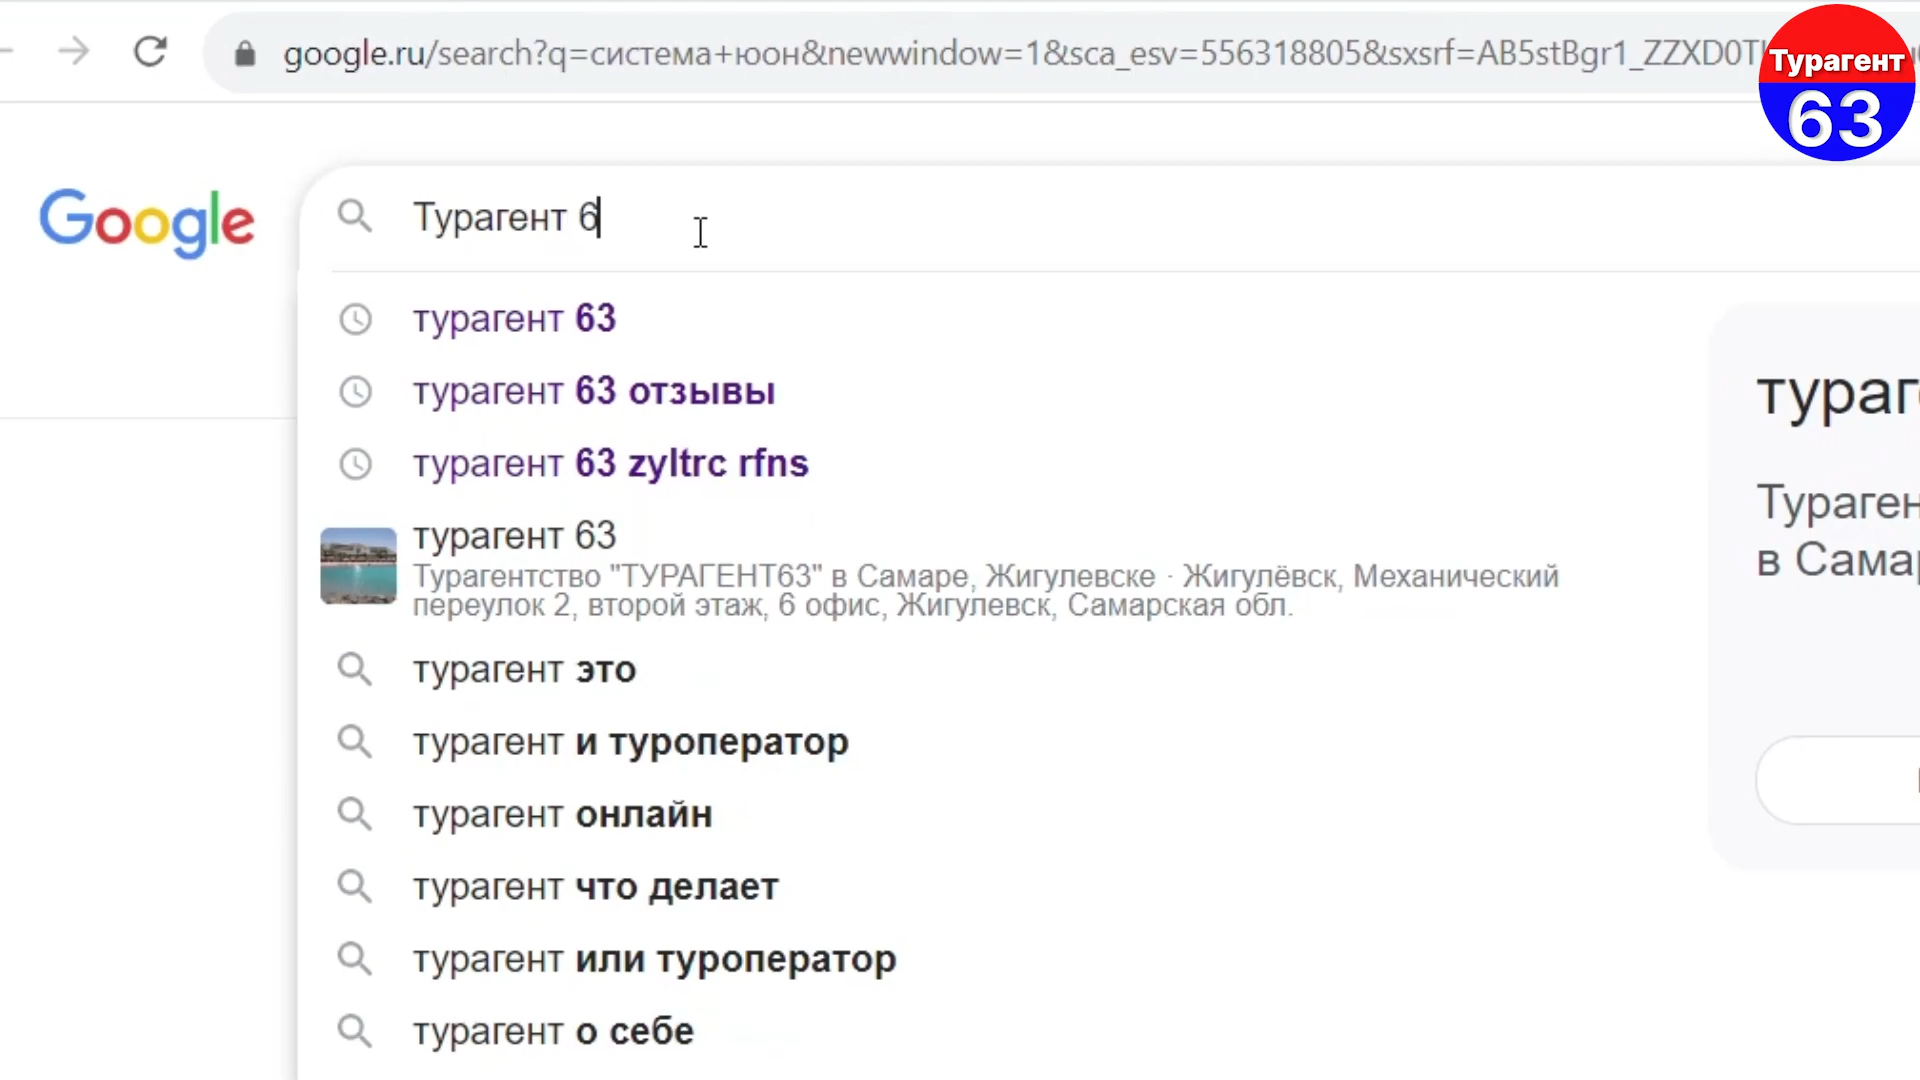 google.ru/search?q=система+юон&newwindow=1&sca_esv=556318805&sxsrf=AB5stBgr1_ZZXD0T
Турагент
63
Google
Турагент 6
турагент 63
турагент 63 отзывы
турагент 63 zyltrc rfns
турагент 63
Турагентство "ТУРАГЕНТ63" в Самаре, Жигулевске · Жигулёвск, Механический
переулок 2, второй этаж, 6 офис, Жигулевск, Самарская обл.
турагент это
турагент и туроператор
турагент онлайн
турагент что делает
турагент или туроператор
турагент о себе
тураг
Тураген
в Сама